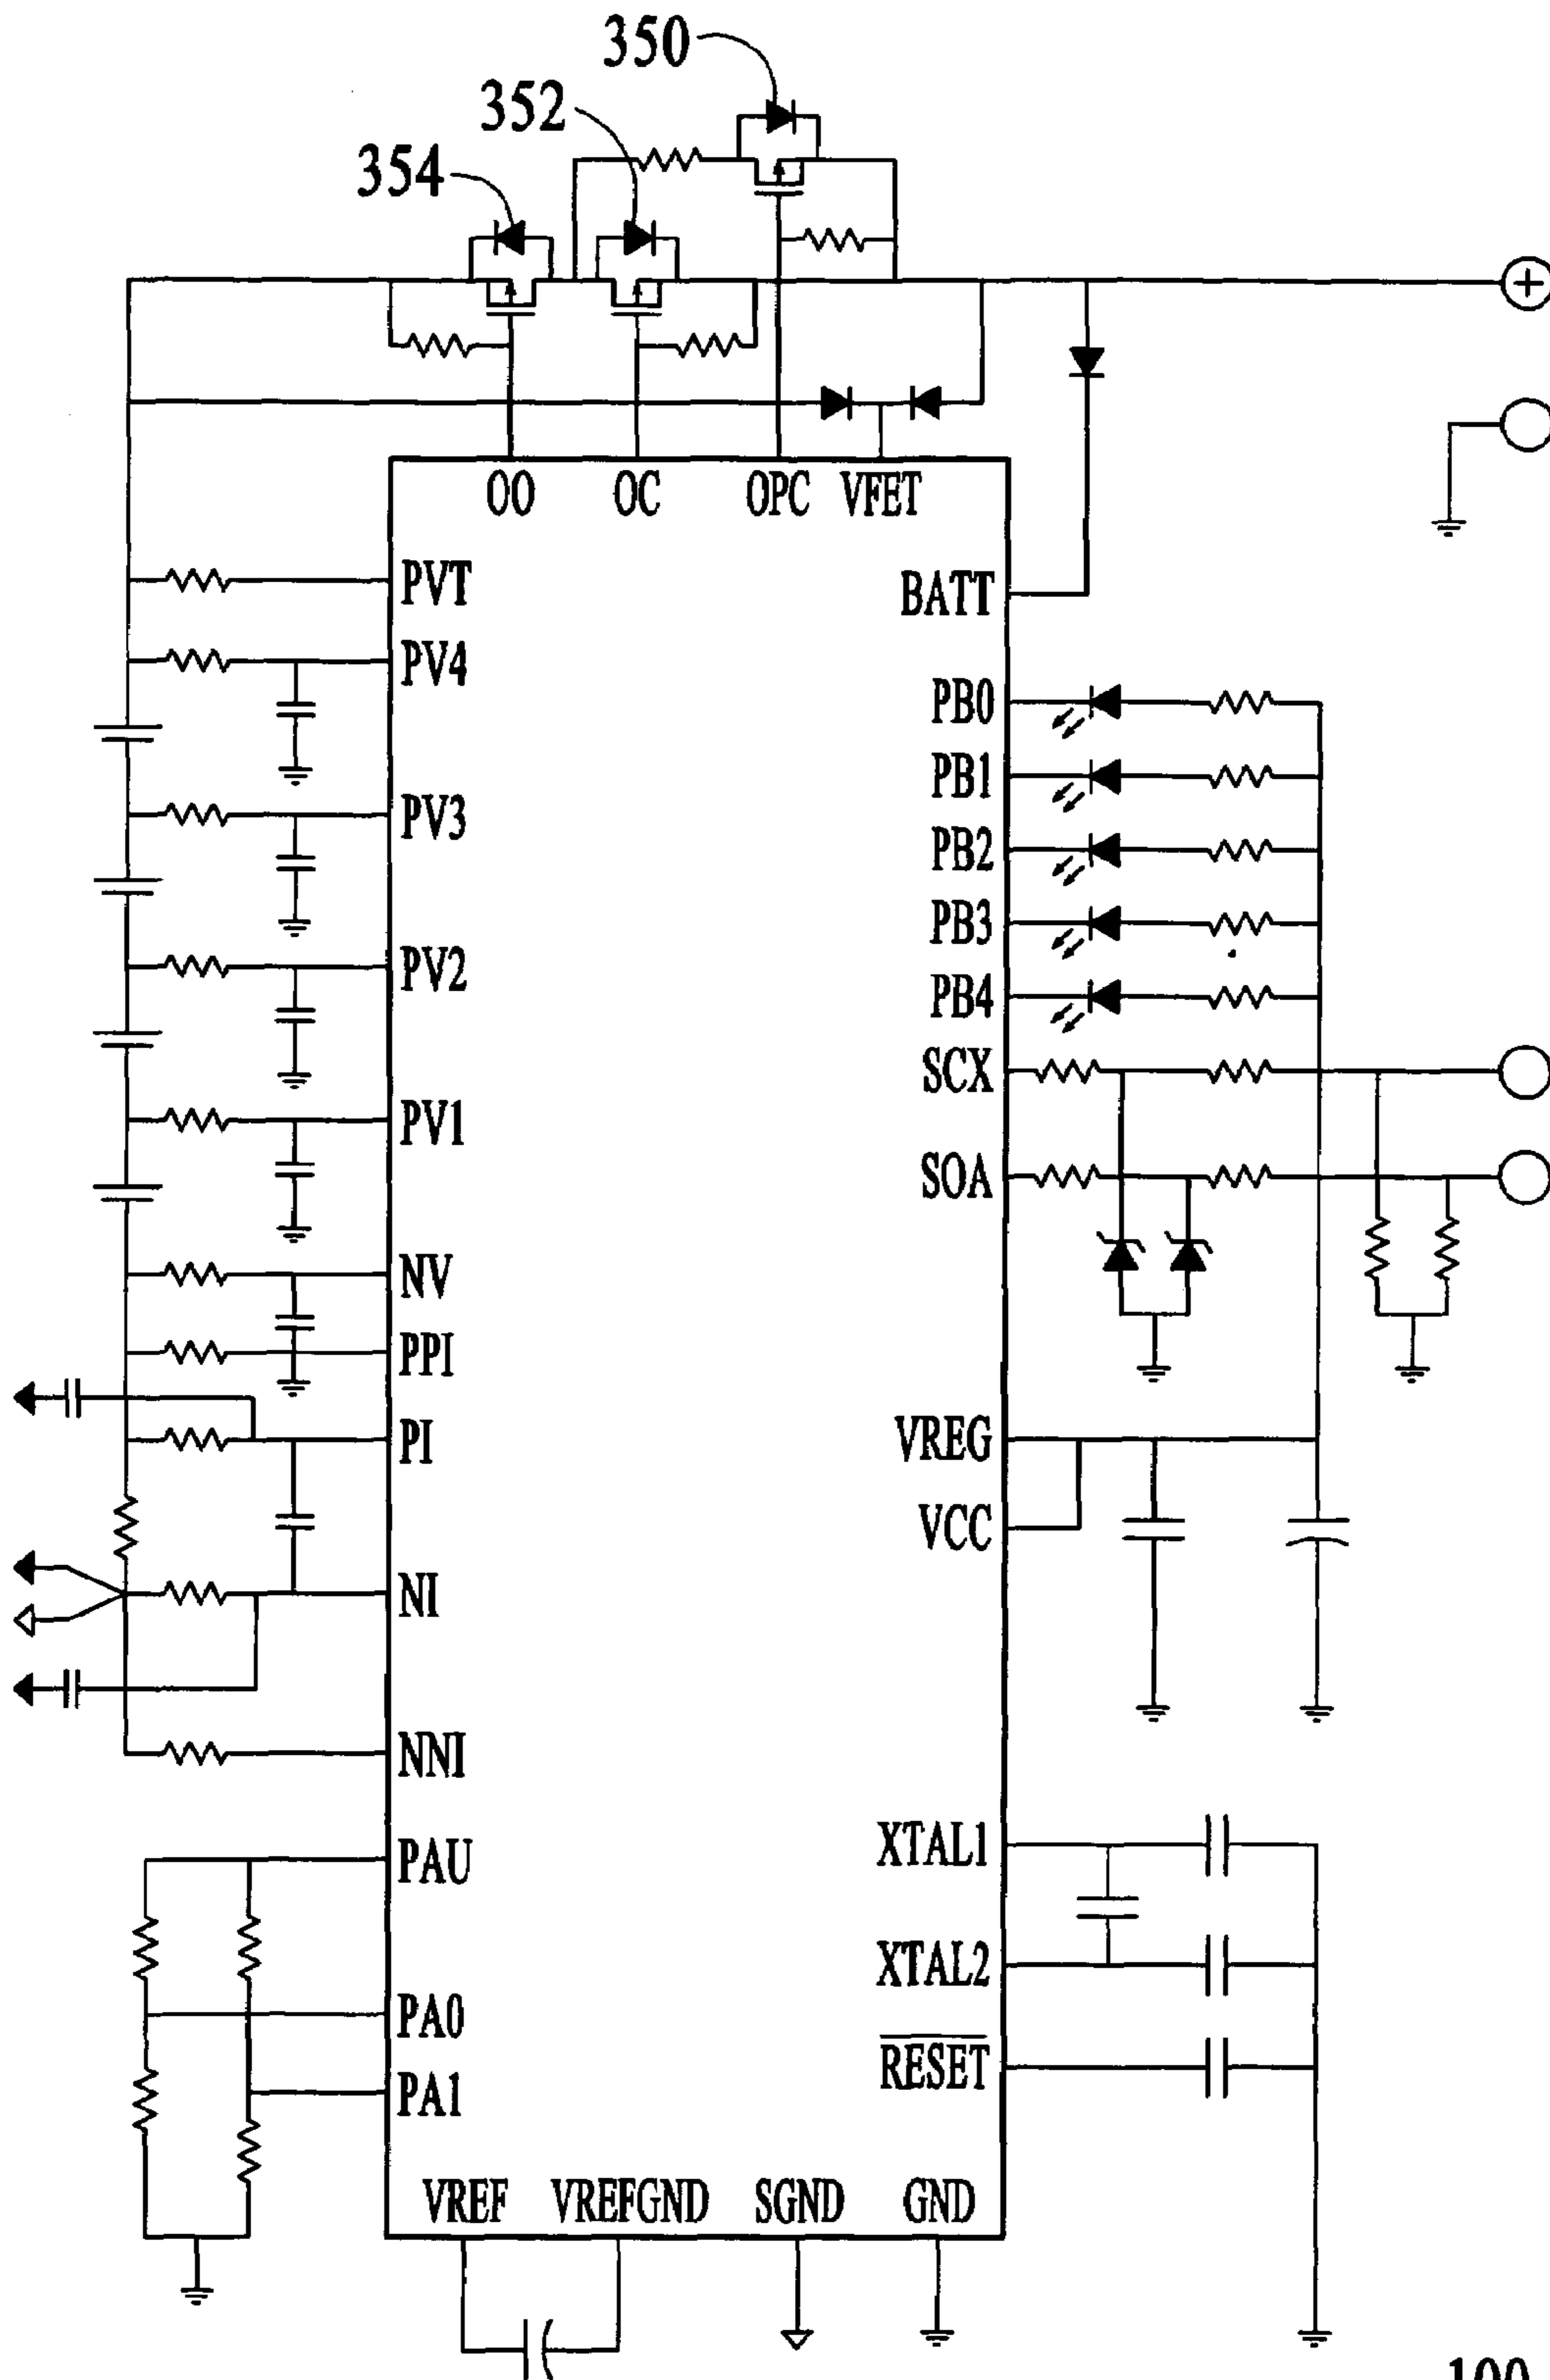 350
352
354
OO OC OPC VFET
PVT
BATT
PV4
PB0
PB1
PV3
PB2
PB3
PV2
PB4
SCX
PV1
SOA
NV
PPI
PI
VREG
VCC
NI
NNI
XTAL1
PAU
XTAL2
PA0
RESET
PA1
VREF VREFGND SGND GND
100